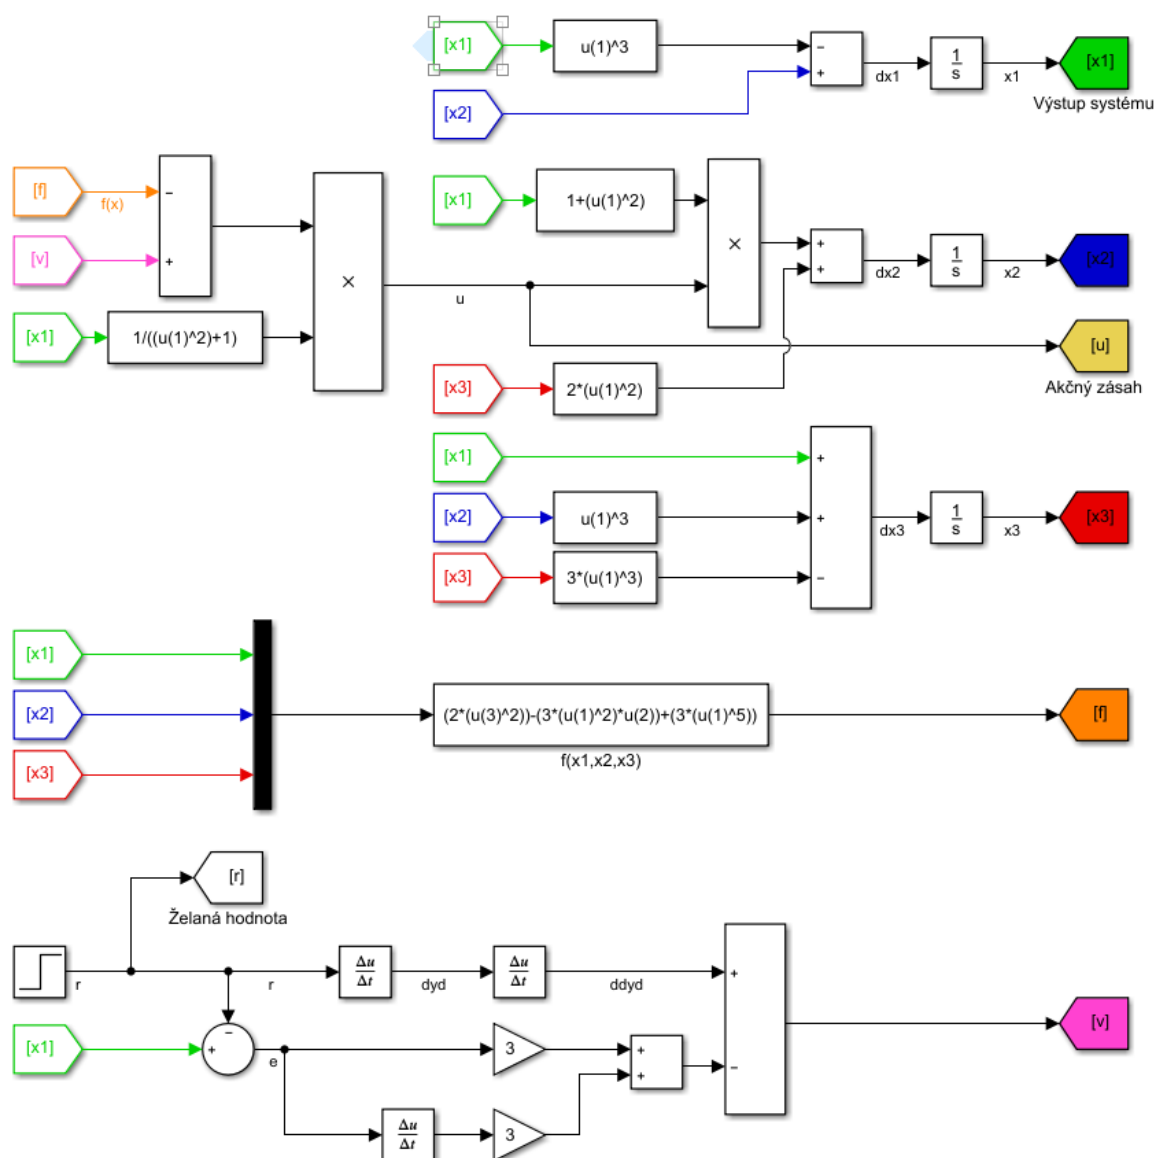 [x1]
u(1)^3
−
+
dx1
1
s
x1
[x1]
Výstup systému
[x2]
[f]
f(x)
−
[v]
+
[x1]
1/((u(1)^2)+1)
×
u
[x1]
1+(u(1)^2)
×
+
+
dx2
1
s
x2
[x2]
[u]
Akčný zásah
[x3]
2*(u(1)^2)
[x1]
+
[x2]
u(1)^3
+
[x3]
3*(u(1)^3)
−
dx3
1
s
x3
[x3]
[x1]
[x2]
[x3]
(2*(u(3)^2))-(3*(u(1)^2)*u(2))+(3*(u(1)^5))
f(x1,x2,x3)
[f]
[r]
Želaná hodnota
r
r
Δu
Δt
dyd
Δu
Δt
ddyd
+
−
[v]
[x1]
+
−
e
3
+
+
Δu
Δt
3